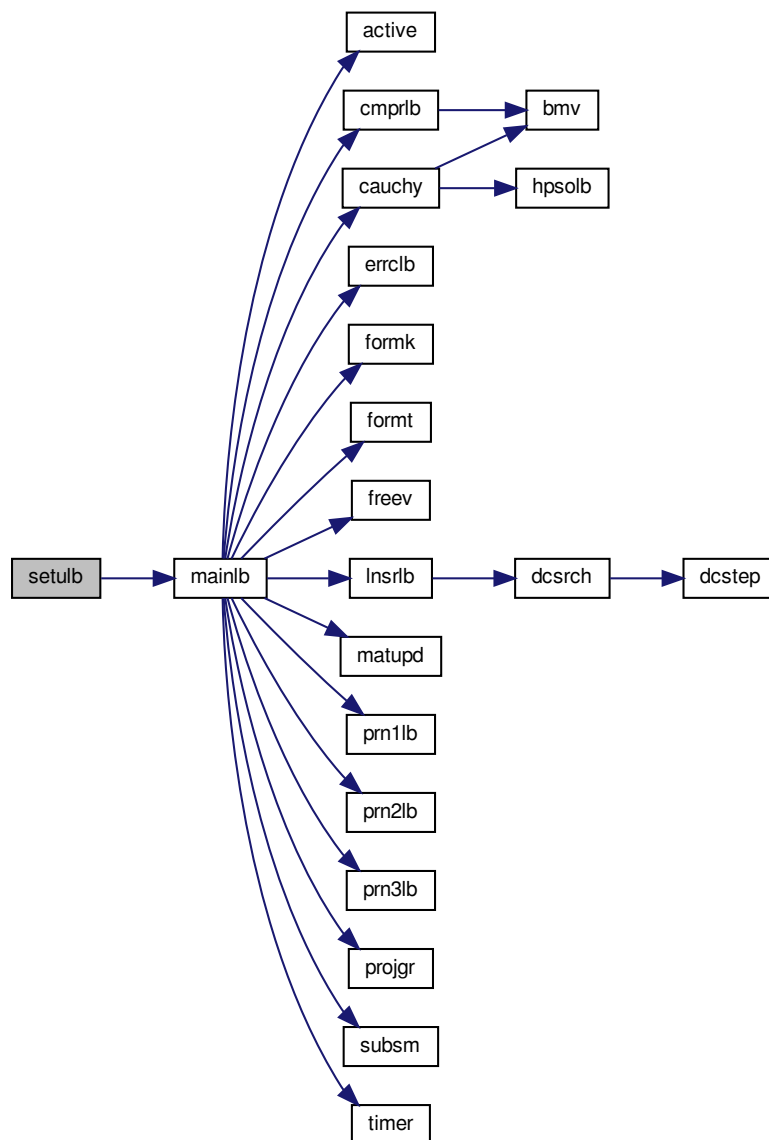 active
cmprlb
bmv
cauchy
hpsolb
errclb
formk
formt
freev
setulb
mainlb
lnsrlb
dcsrch
dcstep
matupd
prn1lb
prn2lb
prn3lb
projgr
subsm
timer